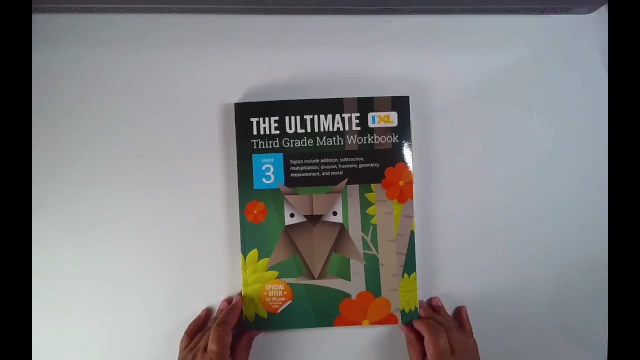 THE ULTIMATE IXL
Third Grade Math Workbook
GRADE
3
Topics include addition, subtraction,
multiplication, division, fractions, geometry,
measurement, and more!
SPECIAL
OFFER